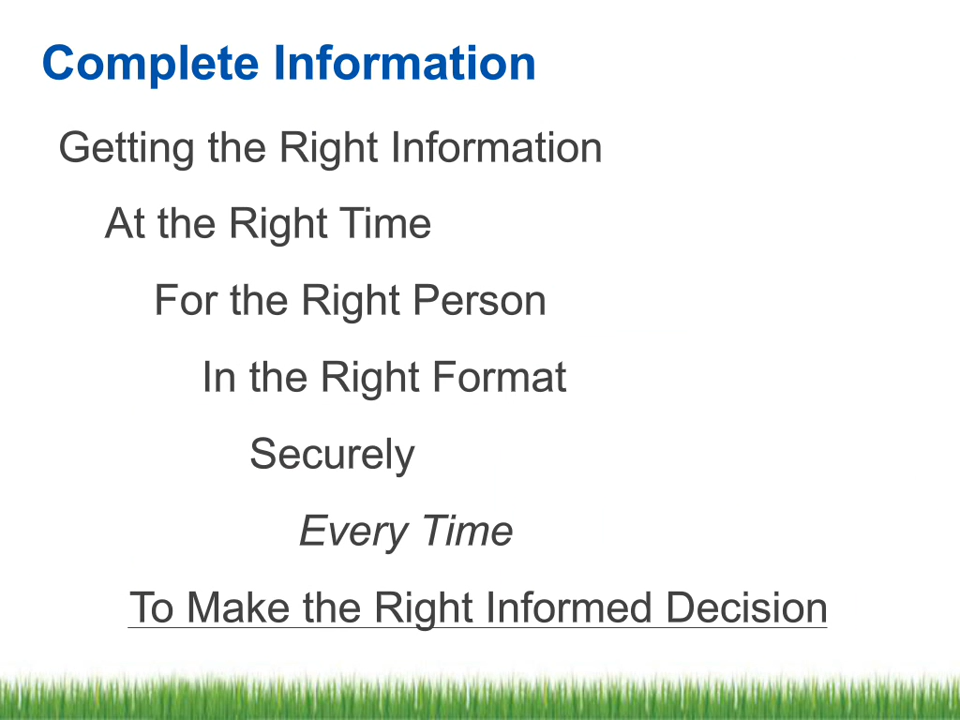 Complete Information
Getting the Right Information
At the Right Time
For the Right Person
In the Right Format
Securely
Every Time
To Make the Right Informed Decision